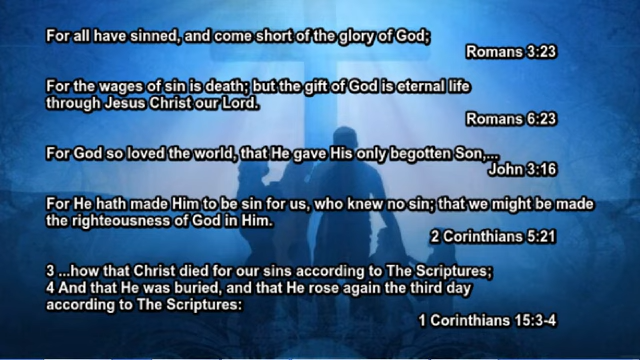 For all have sinned, and come short of the glory of God;
Romans 3:23
For the wages of sin is death; but the gift of God is eternal life
through Jesus Christ our Lord.
Romans 6:23
For God so loved the world, that He gave His only begotten Son,...
John 3:16
For He hath made Him to be sin for us, who knew no sin; that we might be made
the righteousness of God in Him.
2 Corinthians 5:21
3 ...how that Christ died for our sins according to The Scriptures;
4 And that He was buried, and that He rose again the third day
according to The Scriptures:
1 Corinthians 15:3-4